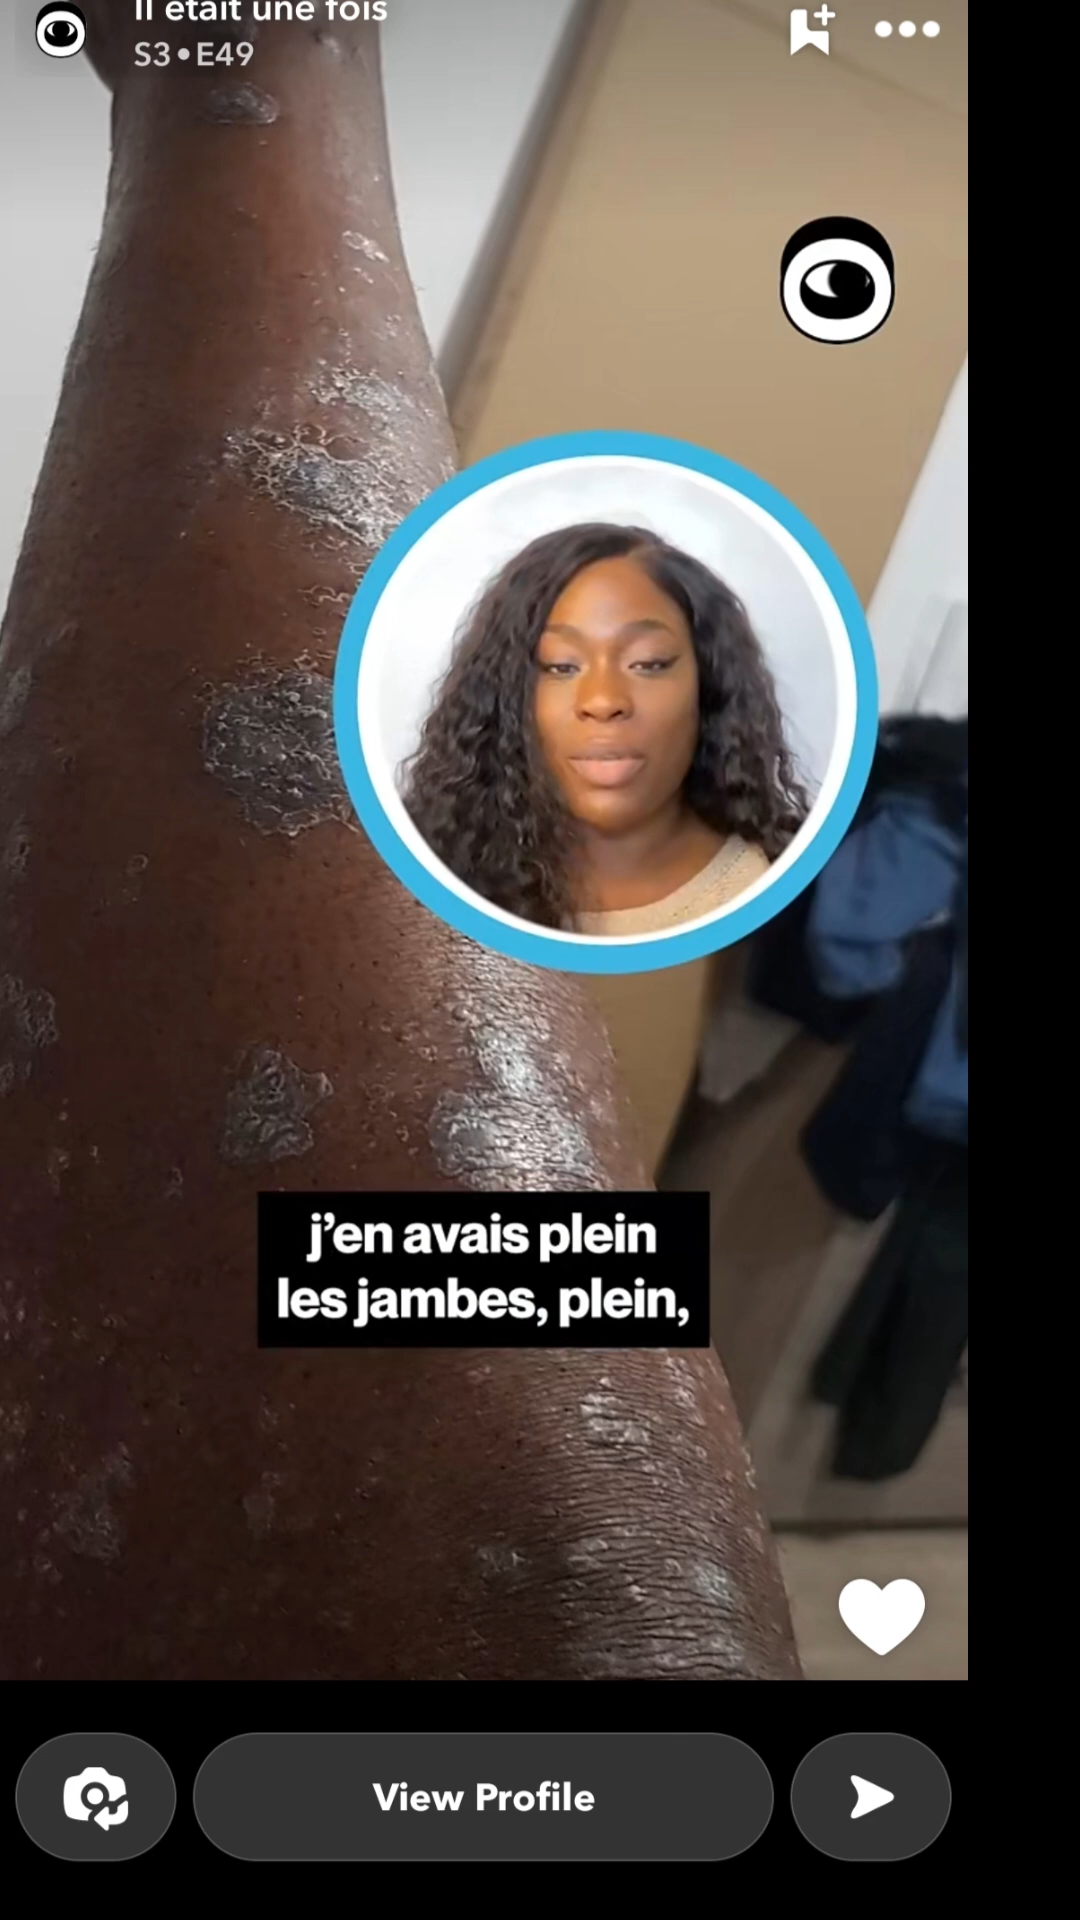 Il était une fois
S3•E49
j'en avais plein
les jambes, plein,
View Profile